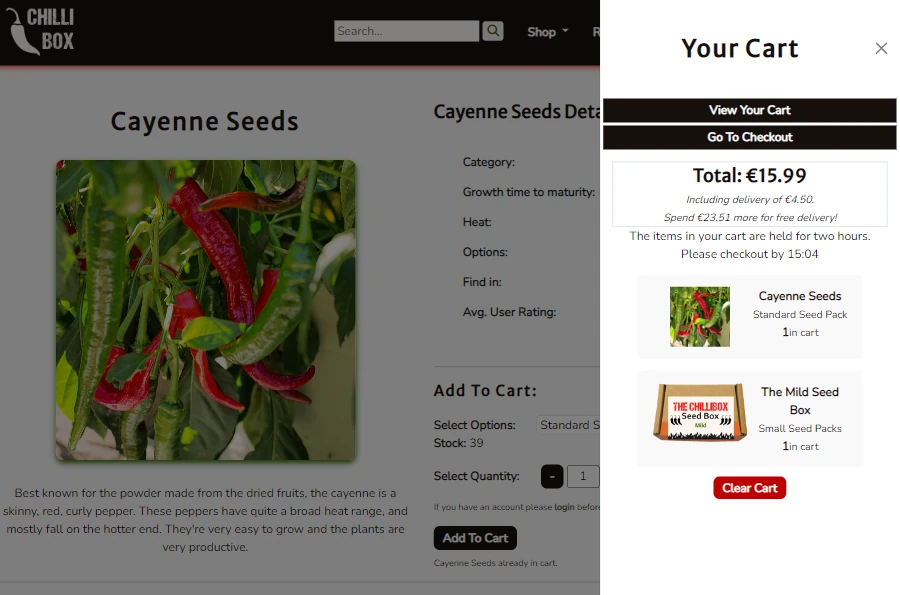 CHILLI
BOX
Search...
Shop
R
Your Cart
View Your Cart
Go To Checkout
Total: €15.99
Including delivery of €4.50.
Spend €23.51 more for free delivery!
The items in your cart are held for two hours.
Please checkout by 15:04
Cayenne Seeds
Standard Seed Pack
1 in cart
THE CHILLIBOX
Seed Box
Mild
The Mild Seed
Box
Small Seed Packs
1 in cart
Clear Cart
Cayenne Seeds
Best known for the powder made from the dried fruits, the cayenne is a
skinny, red, curly pepper. These peppers have quite a broad heat range, and
mostly fall on the hotter end. They're very easy to grow and the plants are
very productive.
Cayenne Seeds Deta
Category:
Growth time to maturity:
Heat:
Options:
Find in:
Avg. User Rating:
Add To Cart:
Select Options: Standard S
Stock: 39
Select Quantity: - 1
If you have an account please login before
Add To Cart
Cayenne Seeds already in cart.